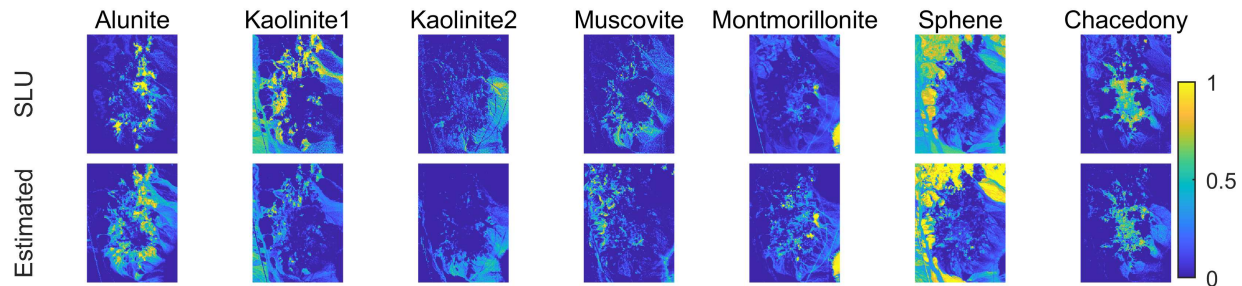 Alunite Kaolinite1 Kaolinite2 Muscovite Montmorillonite Sphene Chacedony
SLU
1
0.5
Estimated
0